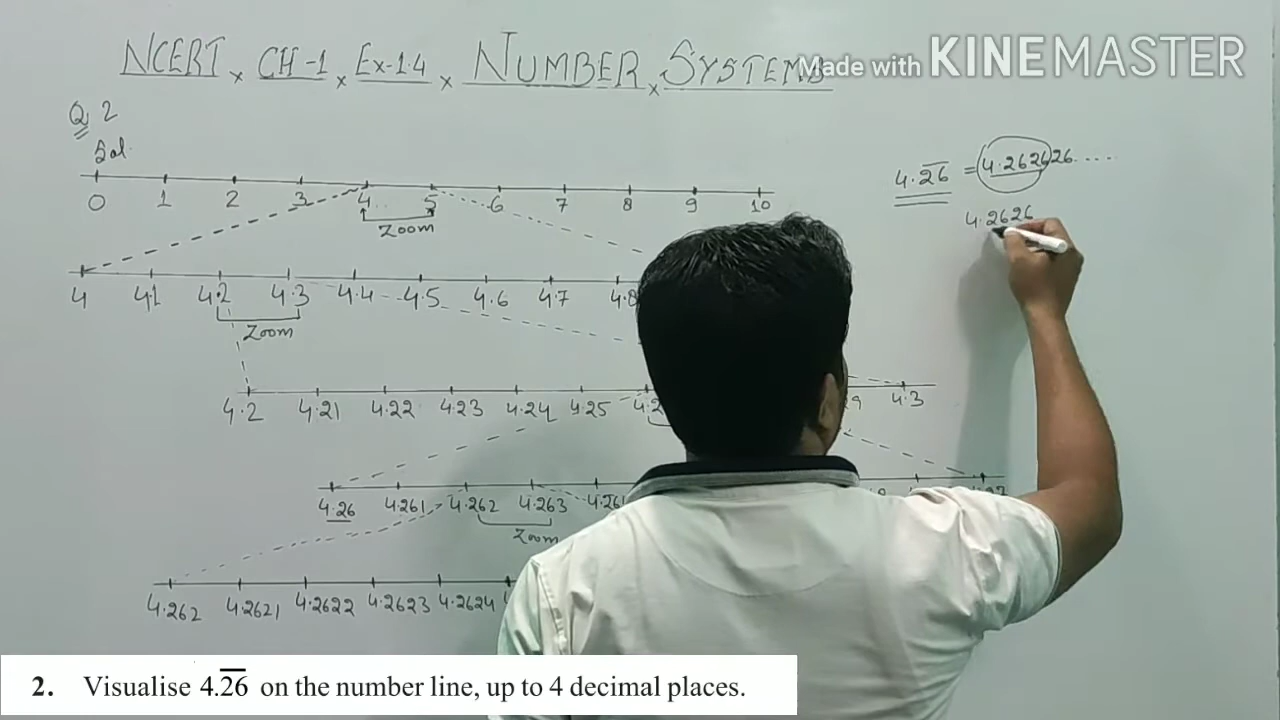 NCERT x CH-1 x Ex-1.4 x NUMBER x SYSTEMS
Made with KINEMASTER
Q 2
Sol.
4.26 = 4.262626....
4.2626
0 1 2 3 4 5 6 7 8 9 10
Zoom
4 4.1 4.2 4.3 4.4 4.5 4.6 4.7 4.8
Zoom
4.2 4.21 4.22 4.23 4.24 4.25 4.3
4.26 4.261 4.262 4.263
Zoom
4.262 4.2621 4.2622 4.2623 4.2624
2. Visualise 4.2̅6̅ on the number line, up to 4 decimal places.